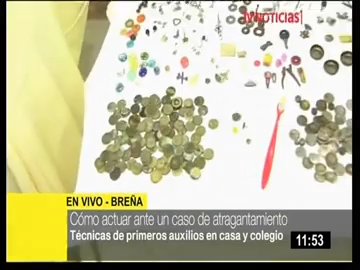 TVNOTICIAS
EN VIVO - BREÑA
Cómo actuar ante un caso de atragantamiento
Técnicas de primeros auxilios en casa y colegio
11:53